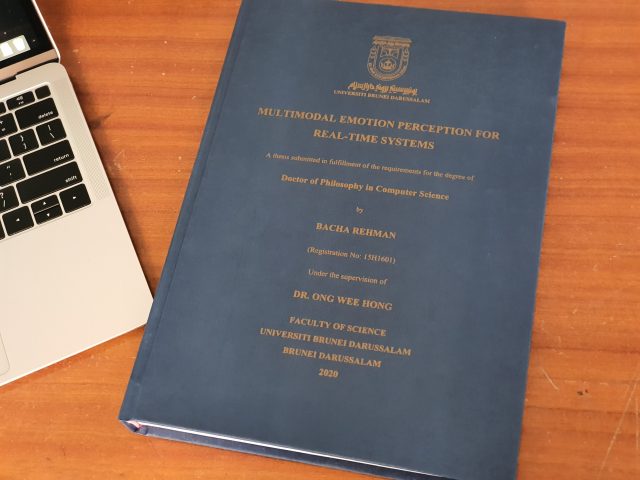 UNIVERSITI BRUNEI DARUSSALAM
MULTIMODAL EMOTION PERCEPTION FOR
REAL-TIME SYSTEMS
A thesis submitted in fulfillment of the requirements for the degree of
Doctor of Philosophy in Computer Science
by
BACHA REHMAN
(Registration No: 15H1601)
Under the supervision of
DR. ONG WEE HONG
FACULTY OF SCIENCE
UNIVERSITI BRUNEI DARUSSALAM
BRUNEI DARUSSALAM
2020
delete
return
shift